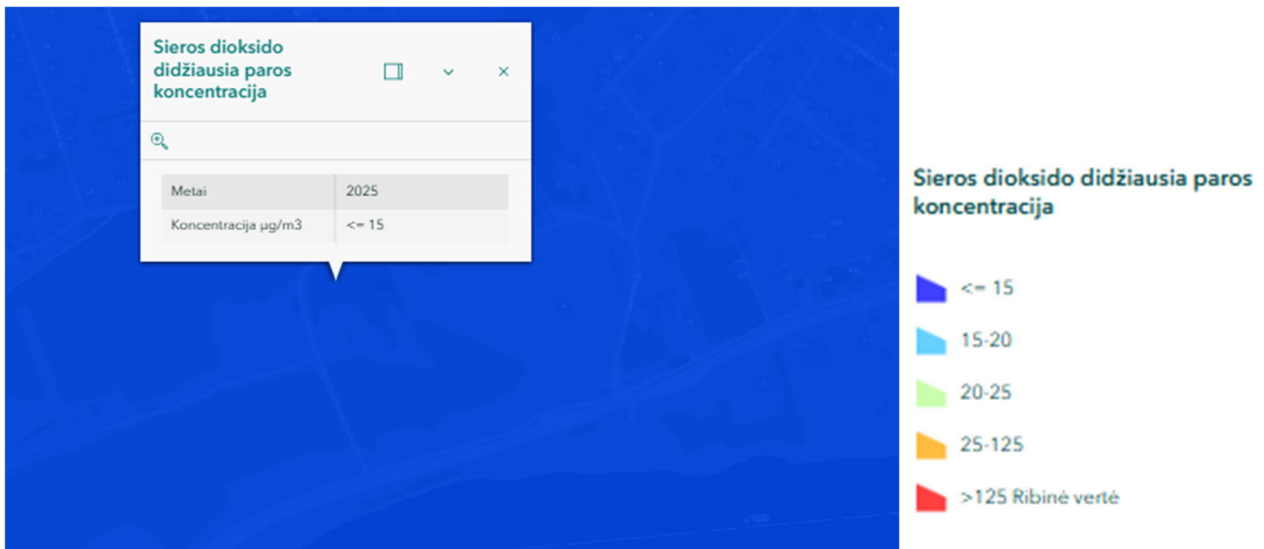 Sieros dioksido
didžiausia paros
koncentracija
Metai 2025
Koncentracija µg/m3 <= 15
Sieros dioksido didžiausia paros
koncentracija
<= 15
15-20
20-25
25-125
>125 Ribinė vertė